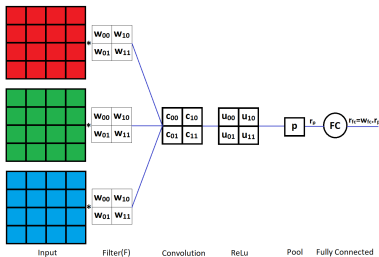 w00 w10
* w01 w11
w00 w10
* w01 w11
w00 w10
* w01 w11
c00 c10
c01 c11
u00 u10
u01 u11
p
rp
FC
Input
Filter(F)
Convolution
ReLu
Pool
Fully Connected